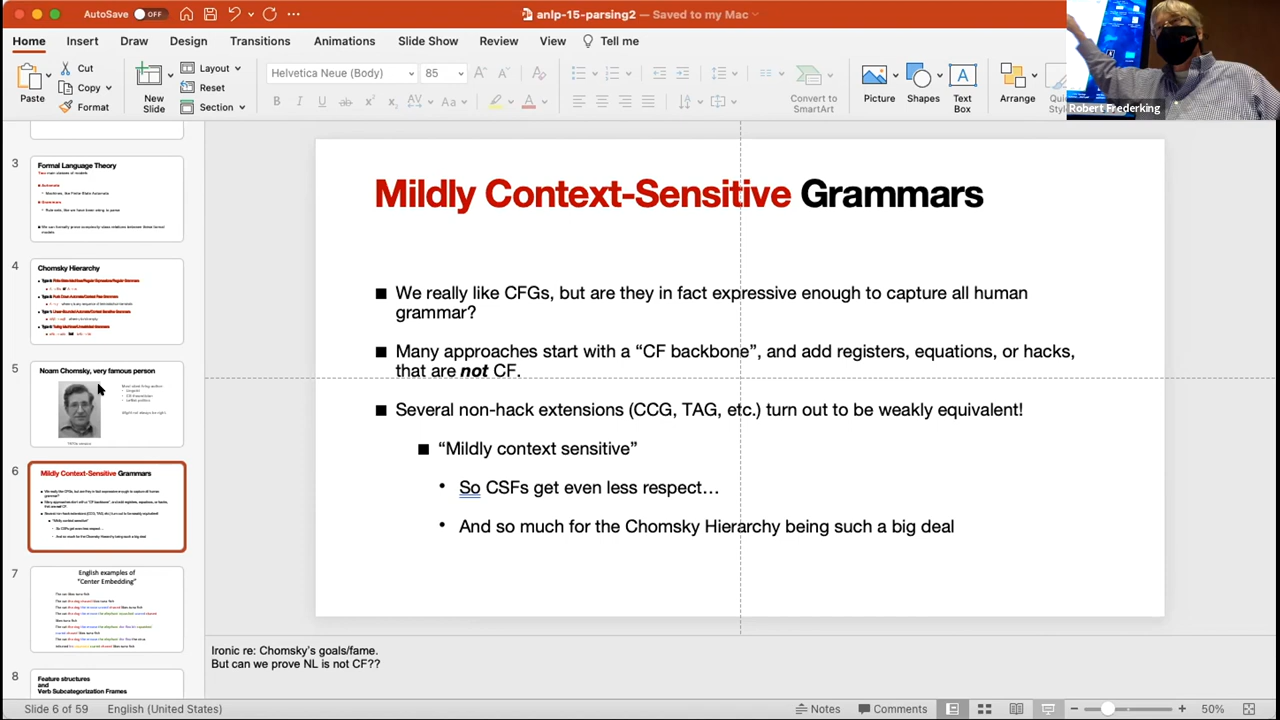 AutoSave OFF
anlp-15-parsing2 — Saved to my Mac
Home Insert Draw Design Transitions Animations Slide Show Review View Tell me
Paste
Cut
Copy
Format
New
Slide
Layout
Reset
Section
Helvetica Neue (Body) 85
Convert to
SmartArt
Picture
Shapes
Text
Box
Arrange
Robert Frederking
3
Formal Language Theory
4
Chomsky Hierarchy
5
Noam Chomsky, very famous person
6
Mildly Context-Sensitive Grammars
7
English examples of
"Center Embedding"
8
Feature structures
and
Verb Subcategorization Frames
Mildly Context-Sensitive Grammars
■ We really like CFGs, but are they in fact expressive enough to capture all human
grammar?
■ Many approaches start with a “CF backbone”, and add registers, equations, or hacks,
that are not CF.
■ Several non-hack extensions (CCG, TAG, etc.) turn out to be weakly equivalent!
■ “Mildly context sensitive”
• So CSFs get even less respect…
• And so much for the Chomsky Hierarchy being such a big deal
Ironic re: Chomsky's goals/fame.
But can we prove NL is not CF??
Slide 6 of 59 English (United States) Notes Comments 50%